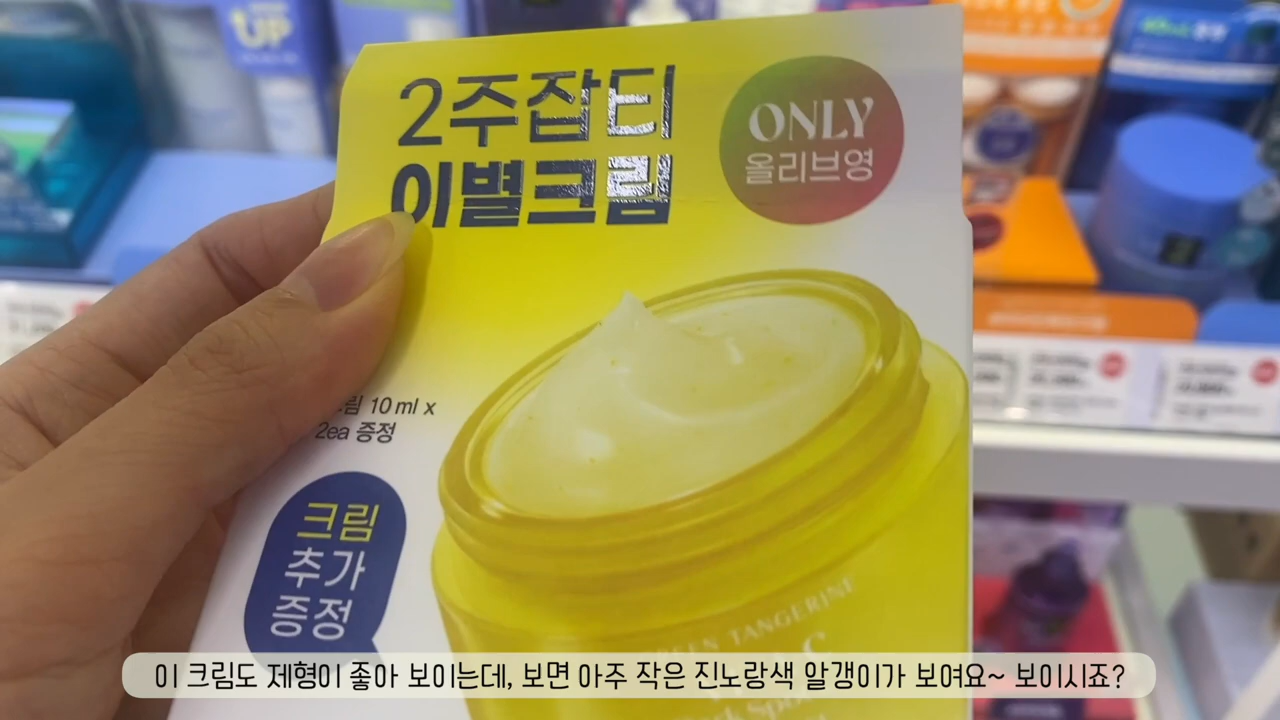 UP
2주잡티
이별크림
ONLY
올리브영
림 10 ml x
2ea 증정
크림
추가
증정
GREEN TANGERINE
이 크림도 제형이 좋아 보이는데, 보면 아주 작은 진노랑색 알갱이가 보여요~ 보이시죠?